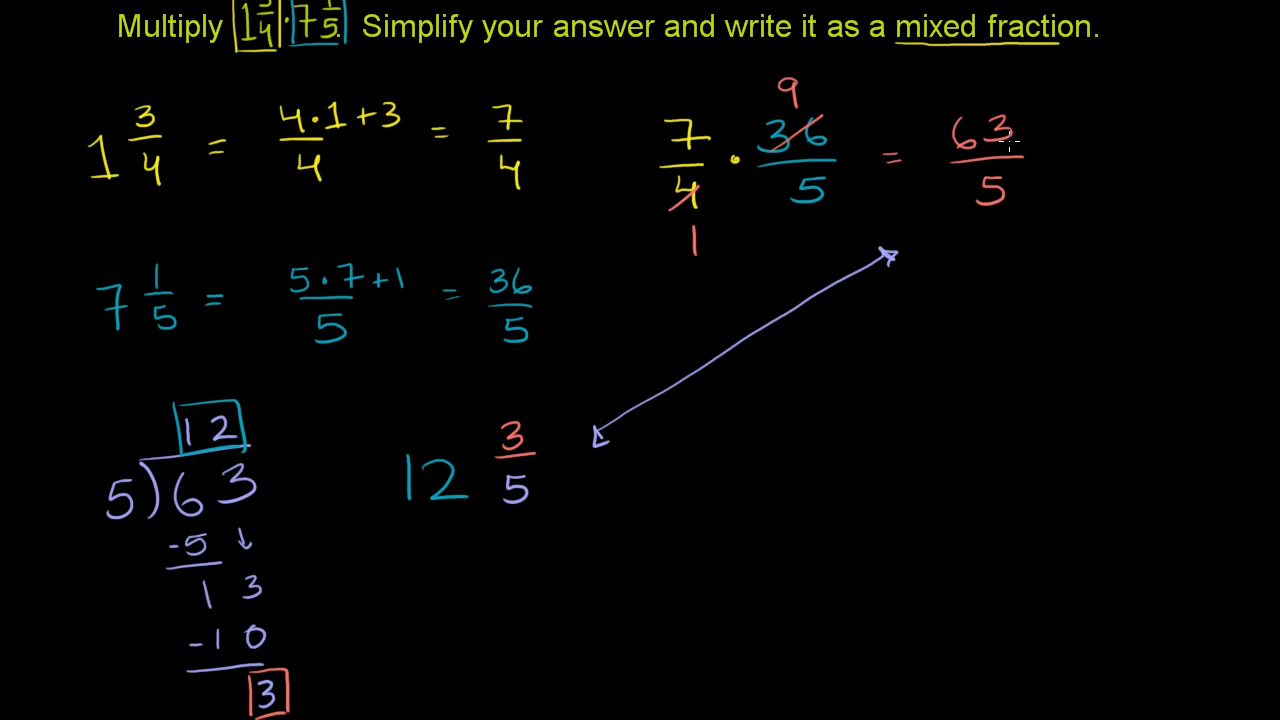 Multiply 1 3/4 · 7 1/5. Simplify your answer and write it as a mixed fraction.
1 3/4 = 4·1+3/4 = 7/4
7/4 · 36/5 = 63/5
9
1
7 1/5 = 5·7+1/5 = 36/5
12
5)63
-5 ↓
13
-10
3
12 3/5